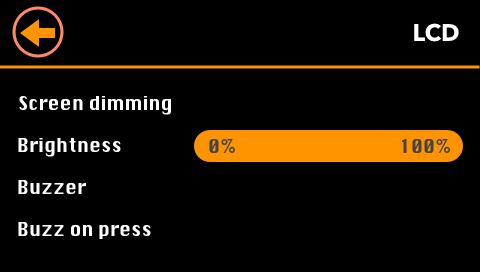 LCD
Screen dimming
Brightness 0% 100%
Buzzer
Buzz on press